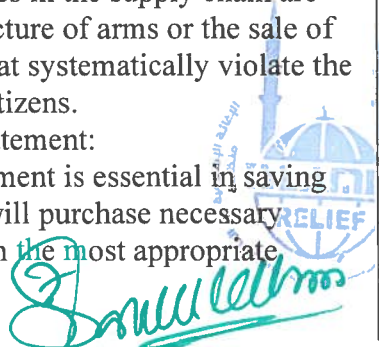 es in the supply chain are
cture of arms or the sale of
at systematically violate the
tizens.
tement:
ment is essential in saving
will purchase necessary
n the most appropriate
RELIEF